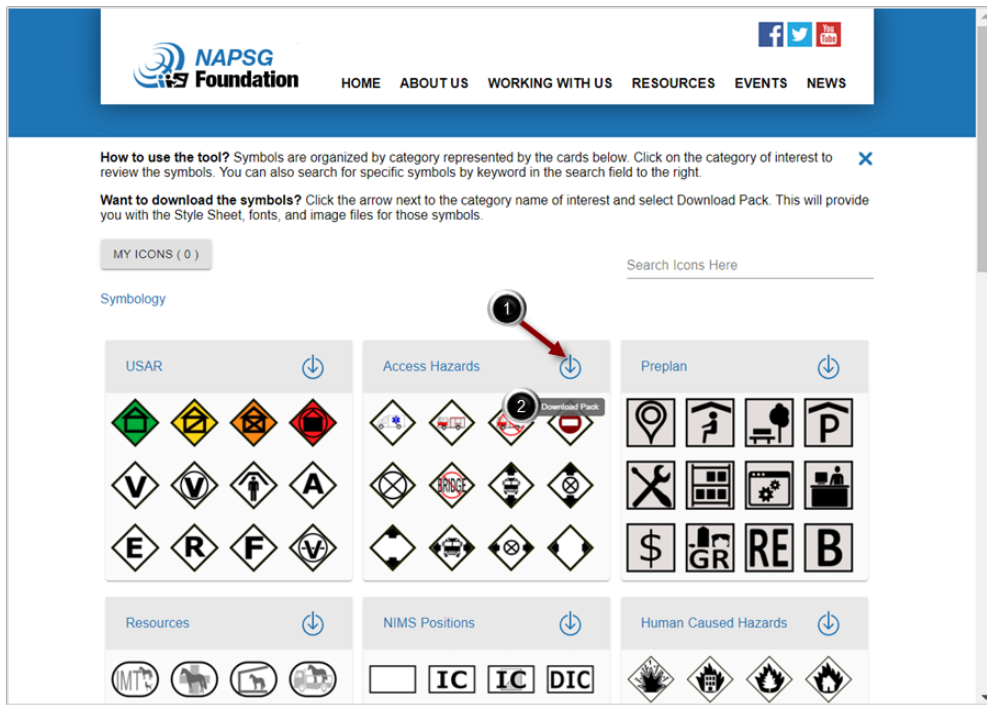 NAPSG
Foundation
You
Tube
HOME ABOUT US WORKING WITH US RESOURCES EVENTS NEWS
How to use the tool? Symbols are organized by category represented by the cards below. Click on the category of interest to
review the symbols. You can also search for specific symbols by keyword in the search field to the right.
Want to download the symbols? Click the arrow next to the category name of interest and select Download Pack. This will provide
you with the Style Sheet, fonts, and image files for those symbols.
MY ICONS ( 0 )
Search Icons Here
Symbology
1
USAR
Access Hazards
Preplan
2
Download Pack
P
V V A
BRIDGE
E R F V
$ GR RE B
Resources
NIMS Positions
Human Caused Hazards
IMT
IC IC DIC